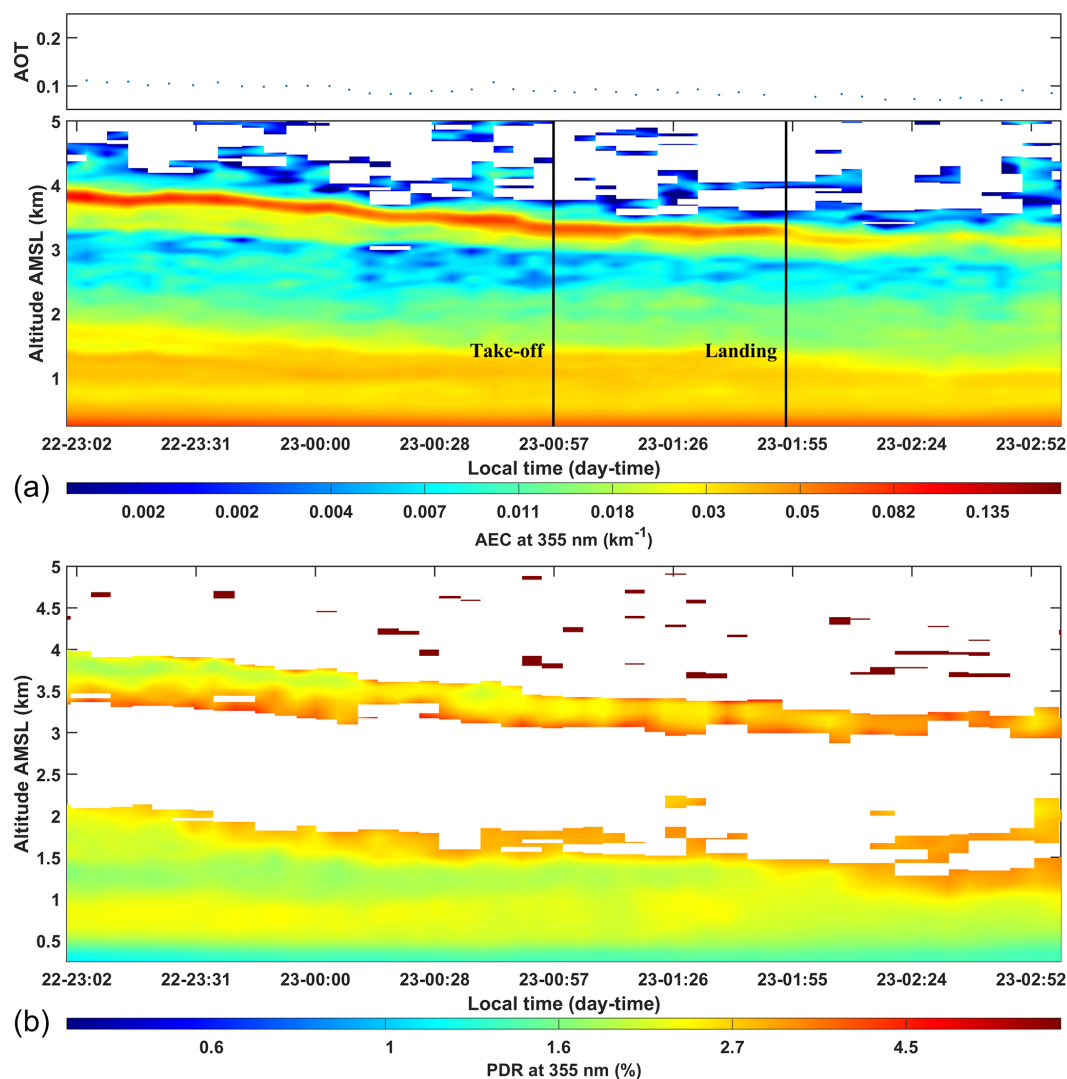 0.2
AOT
0.1
5
4
Altitude AMSL (km)
3
2
Take-off
Landing
1
22-23:02 22-23:31 23-00:00 23-00:28 23-00:57 23-01:26 23-01:55 23-02:24 23-02:52
Local time (day-time)
(a)
0.002 0.002 0.004 0.007 0.011 0.018 0.03 0.05 0.082 0.135
AEC at 355 nm (km⁻¹)
5
4.5
4
3.5
Altitude AMSL (km)
3
2.5
2
1.5
1
0.5
22-23:02 22-23:31 23-00:00 23-00:28 23-00:57 23-01:26 23-01:55 23-02:24 23-02:52
Local time (day-time)
(b)
0.6 1 1.6 2.7 4.5
PDR at 355 nm (%)